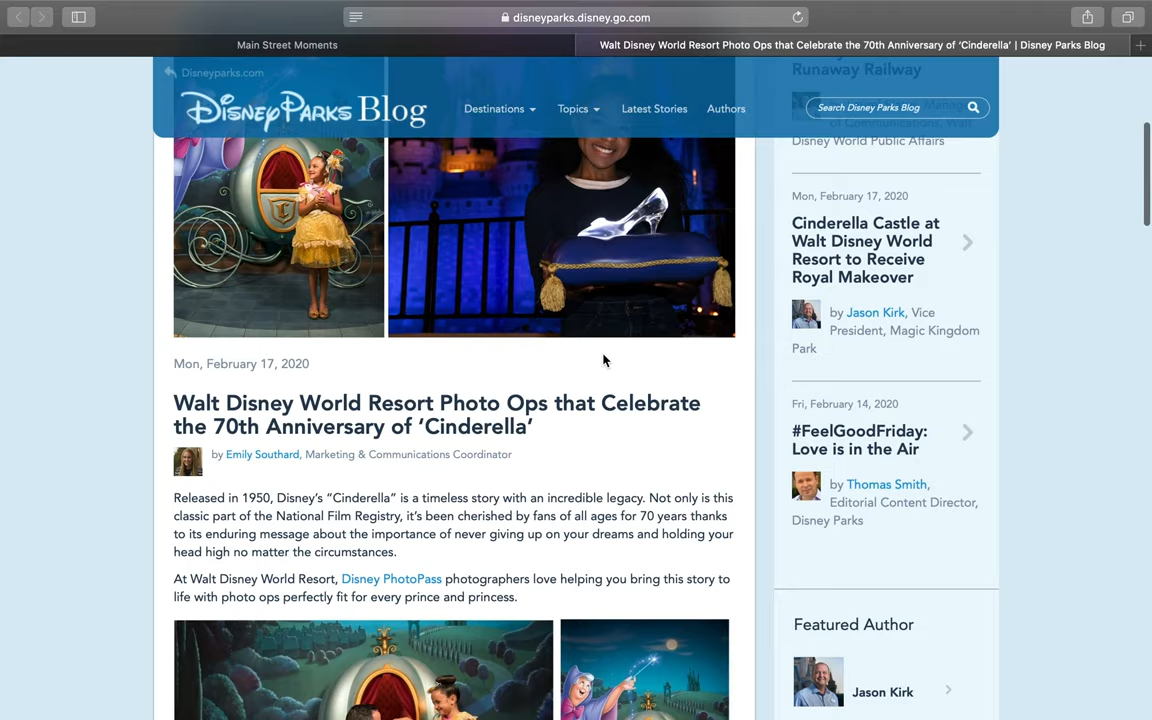 disneyparks.disney.go.com
Main Street Moments
Walt Disney World Resort Photo Ops that Celebrate the 70th Anniversary of ‘Cinderella’ | Disney Parks Blog
Disneyparks.com
Disney Parks Blog
Destinations
Topics
Latest Stories
Authors
Search Disney Parks Blog
Mon, February 17, 2020
Walt Disney World Resort Photo Ops that Celebrate
the 70th Anniversary of ‘Cinderella’
by Emily Southard, Marketing & Communications Coordinator
Released in 1950, Disney’s “Cinderella” is a timeless story with an incredible legacy. Not only is this
classic part of the National Film Registry, it’s been cherished by fans of all ages for 70 years thanks
to its enduring message about the importance of never giving up on your dreams and holding your
head high no matter the circumstances.
At Walt Disney World Resort, Disney PhotoPass photographers love helping you bring this story to
life with photo ops perfectly fit for every prince and princess.
Runaway Railway
of Communications, Walt
Disney World Public Affairs
Mon, February 17, 2020
Cinderella Castle at
Walt Disney World
Resort to Receive
Royal Makeover
by Jason Kirk, Vice
President, Magic Kingdom
Park
Fri, February 14, 2020
#FeelGoodFriday:
Love is in the Air
by Thomas Smith,
Editorial Content Director,
Disney Parks
Featured Author
Jason Kirk